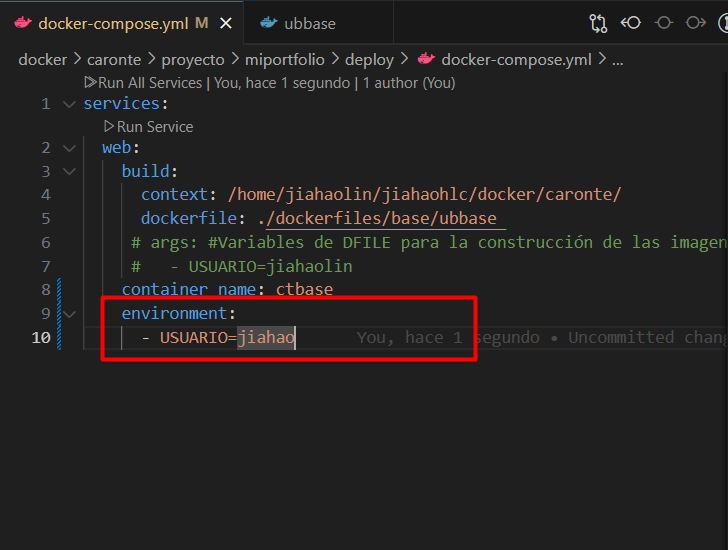 docker-compose.yml M
ubbase
docker > caronte > proyecto > miportfolio > deploy > docker-compose.yml > ...
Run All Services | You, hace 1 segundo | 1 author (You)
1 services:
Run Service
2 web:
3 build:
4 context: /home/jiahaolin/jiahaohlc/docker/caronte/
5 dockerfile: ./dockerfiles/base/ubbase
6 # args: #Variables de DFILE para la construcción de las imagen
7 #   - USUARIO=jiahaolin
8 container_name: ctbase
9 environment:
10 - USUARIO=jiahao You, hace 1 segundo • Uncommitted chang